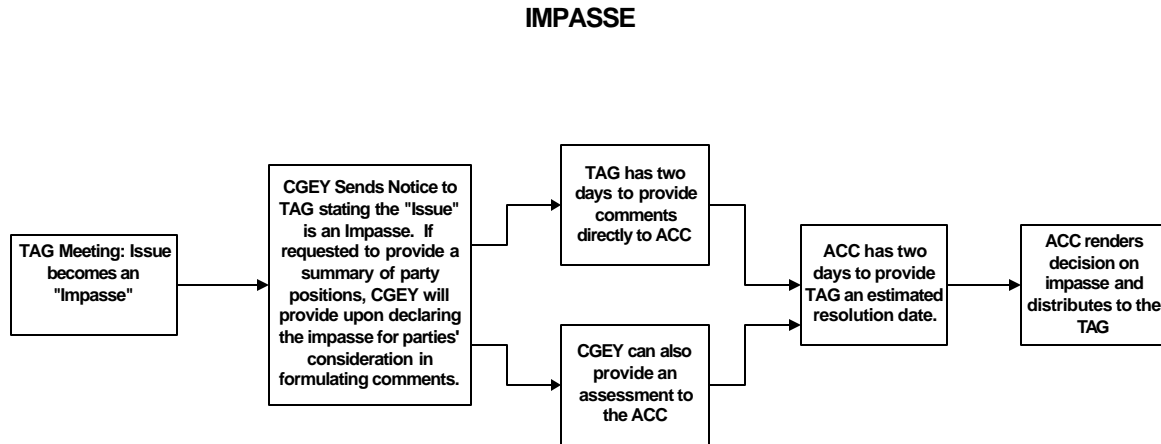 IMPASSE
TAG Meeting: Issue
becomes an
"Impasse"
CGEY Sends Notice to
TAG stating the "Issue"
is an Impasse. If
requested to provide a
summary of party
positions, CGEY will
provide upon declaring
the impasse for parties'
consideration in
formulating comments.
TAG has two
days to provide
comments
directly to ACC
CGEY can also
provide an
assessment to
the ACC
ACC has two
days to provide
TAG an estimated
resolution date.
ACC renders
decision on
impasse and
distributes to the
TAG